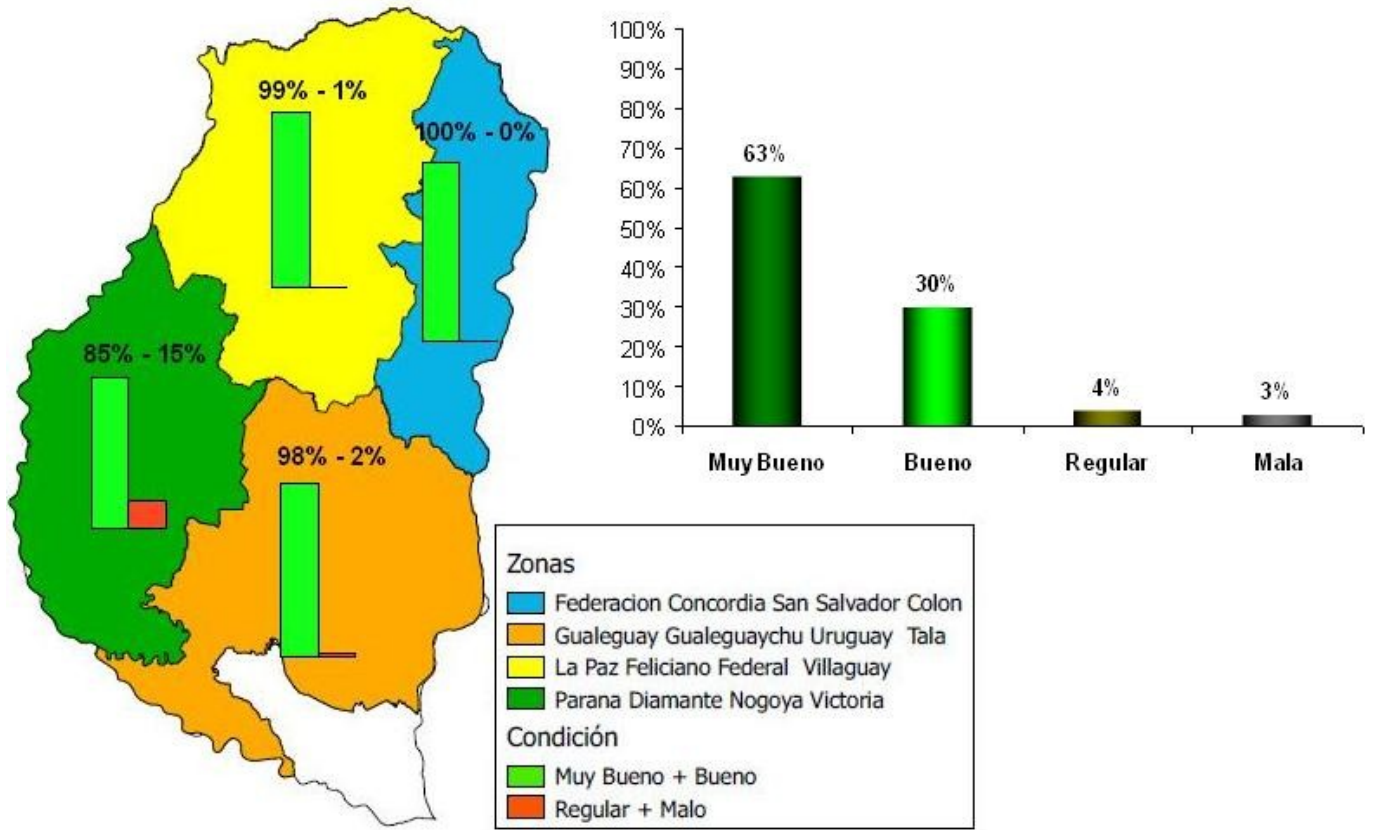 99% - 1%
100% - 0%
85% - 15%
98% - 2%
100%
90%
80%
70%
60%
50%
40%
30%
20%
10%
0%
63%
30%
4%
3%
Muy Bueno
Bueno
Regular
Mala
Zonas
Federacion Concordia San Salvador Colon
Gualeguay Gualeguaychu Uruguay Tala
La Paz Feliciano Federal Villaguay
Parana Diamante Nogoya Victoria
Condición
Muy Bueno + Bueno
Regular + Malo